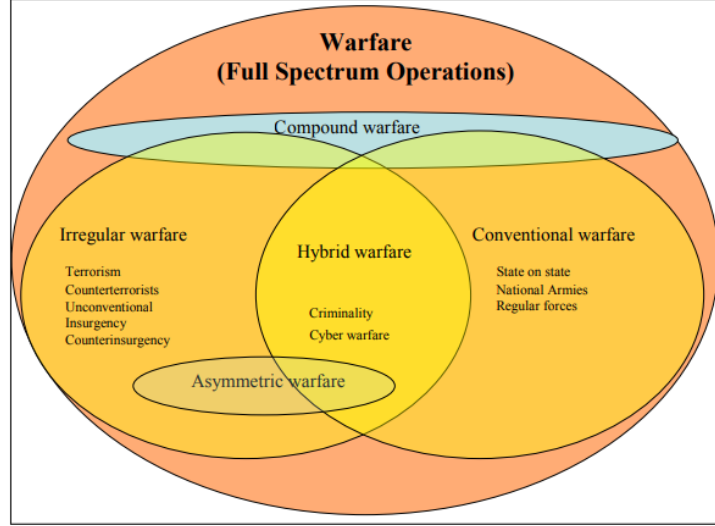 Warfare
(Full Spectrum Operations)
Compound warfare
Irregular warfare
Terrorism
Counterterrorists
Unconventional
Insurgency
Counterinsurgency
Hybrid warfare
Criminality
Cyber warfare
Conventional warfare
State on state
National Armies
Regular forces
Asymmetric warfare